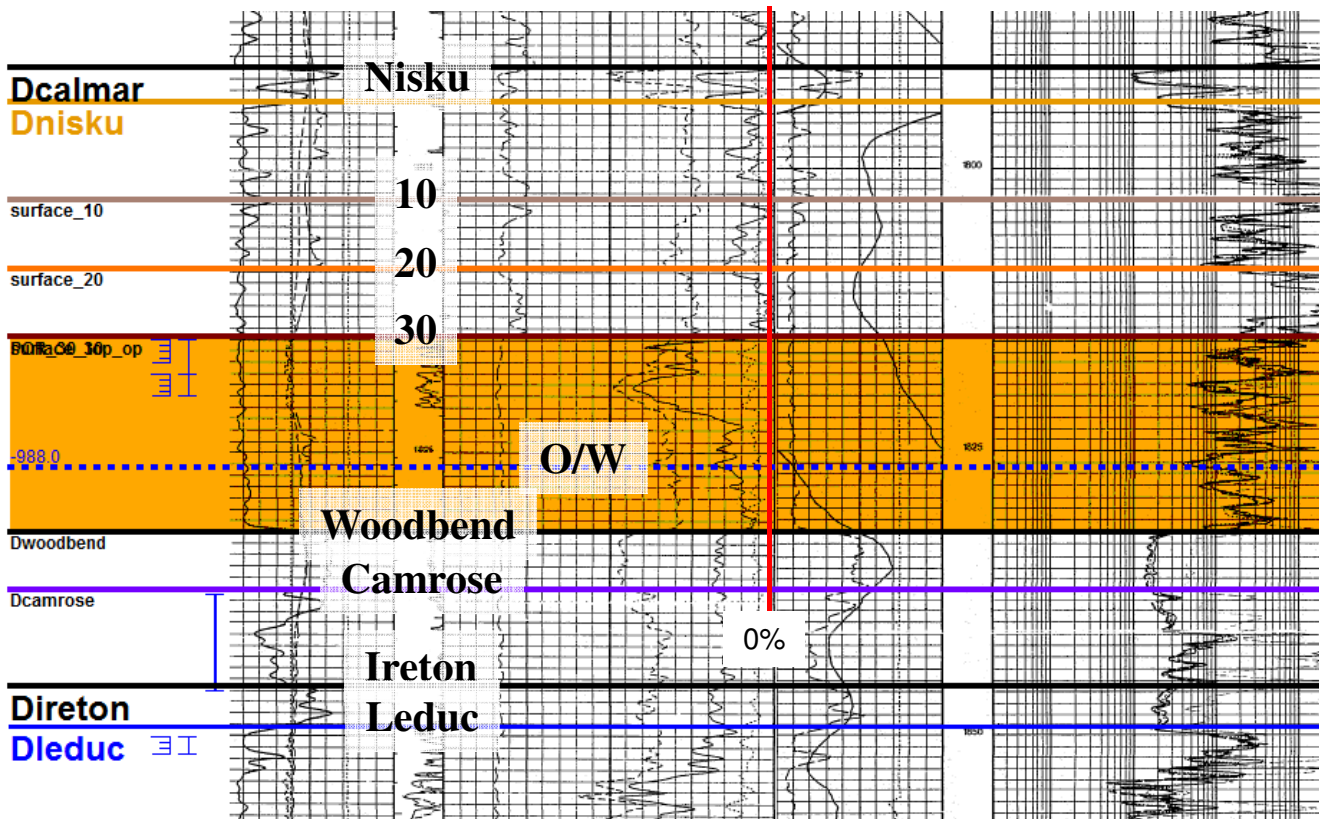 Nisku
Dcalmar
Dnisku
1800
10
surface_10
20
surface_20
30
1825
1825
O/W
-988.0
Woodbend
Dwoodbend
Camrose
Dcamrose
0%
Ireton
Direton
Leduc
1850
Dleduc